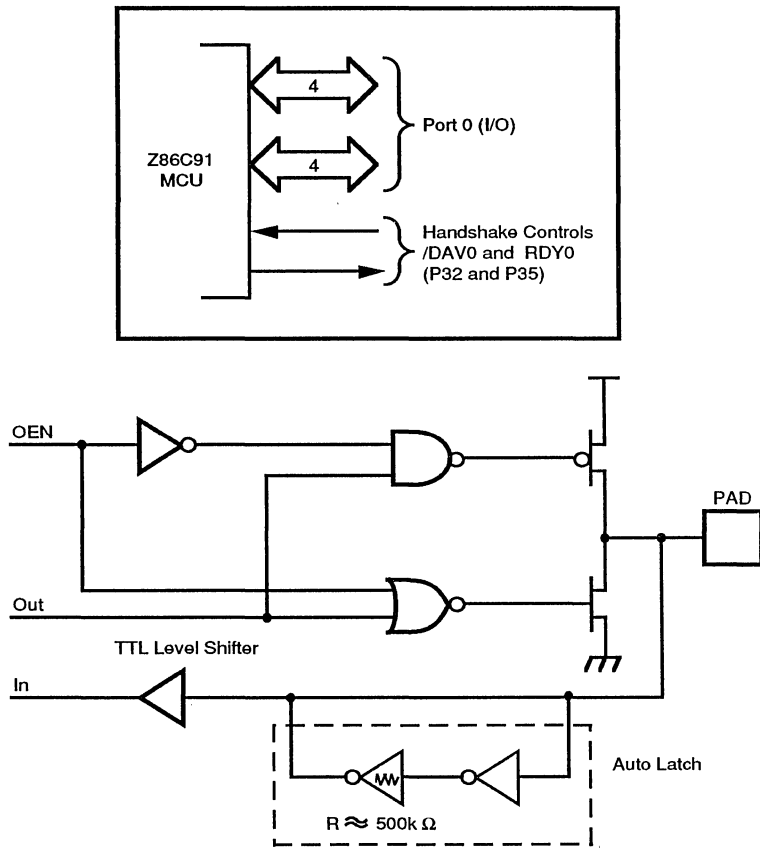 Z86C91
MCU
4
4
Port 0 (I/O)
Handshake Controls
/DAV0 and RDY0
(P32 and P35)
OEN
PAD
Out
TTL Level Shifter
In
Auto Latch
R ≈ 500k Ω